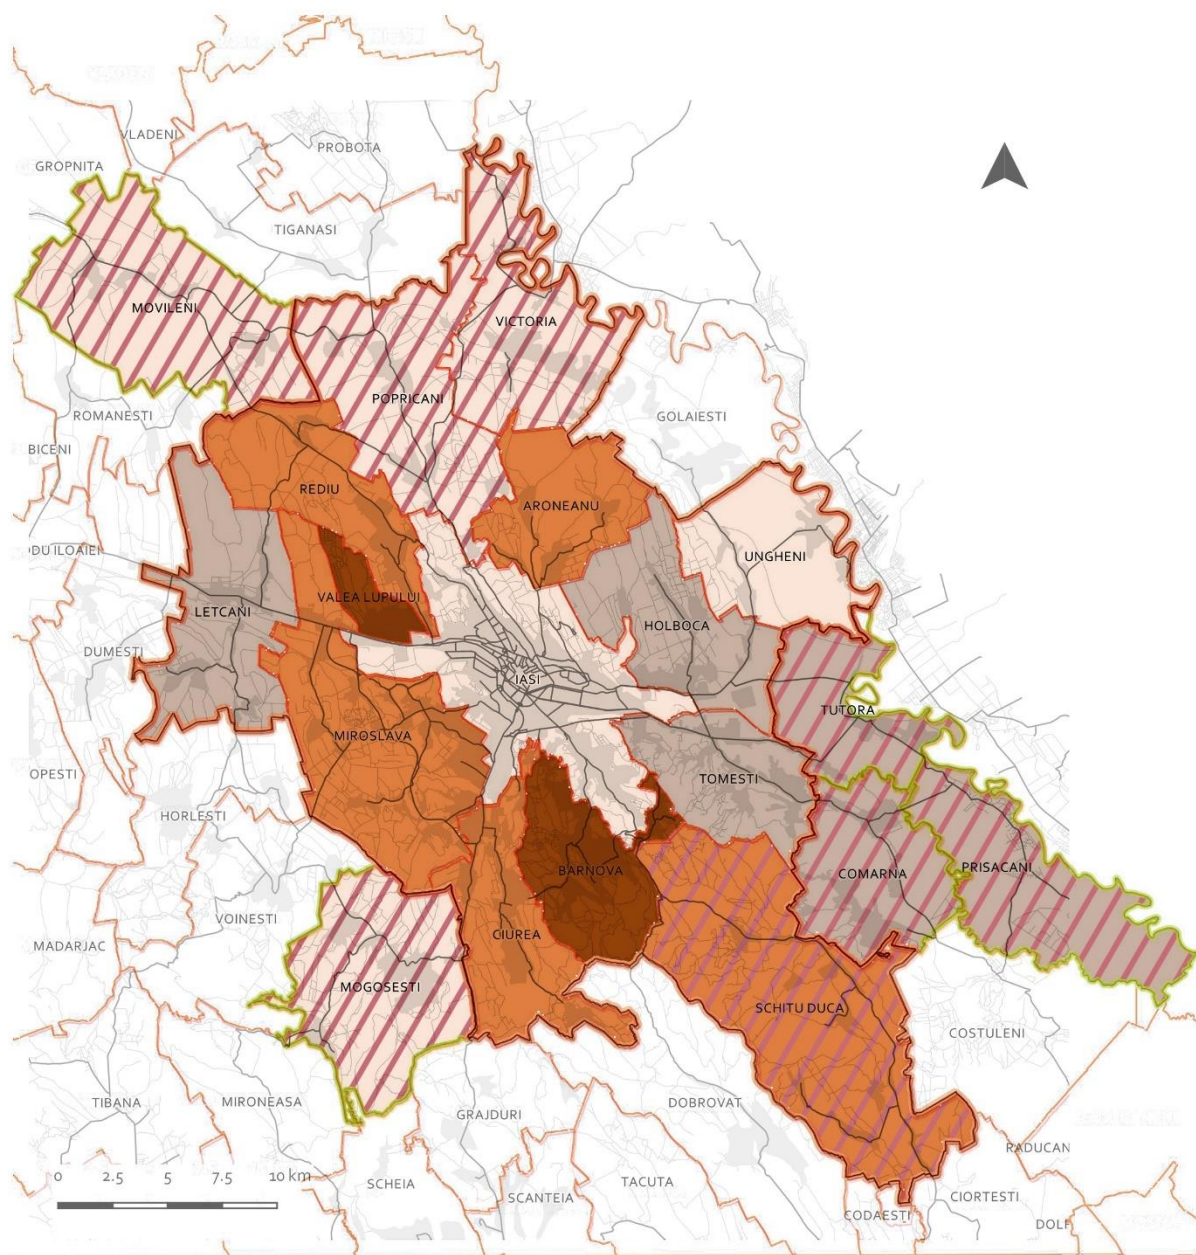 VLADENI
PROBOTA
GROPNITA
TIGANASI
MOVILENI
VICTORIA
POPRICANI
ROMANESTI
GOLAIESTI
BICENI
REDIU
ARONEANU
DU ILOAIEI
UNGHENI
VALEA LUPULUI
LETCANI
HOLBOCA
DUMESTI
IASI
TUTORA
MIROSLAVA
OPESTI
TOMESTI
HORLESTI
BARNOVA
COMARNA
PRISACANI
VOINESTI
CIUREA
MADARJAC
MOGOSESTI
SCHITU DUCA
COSTULENI
TIBANA
MIRONEASA
GRAJDURI
DOBROVAT
RADUCAN
0 2.5 5 7.5 10 km
SCHEIA
TACUTA
SCANTEIA
CIORTESTI
CODAESTI
DOLF